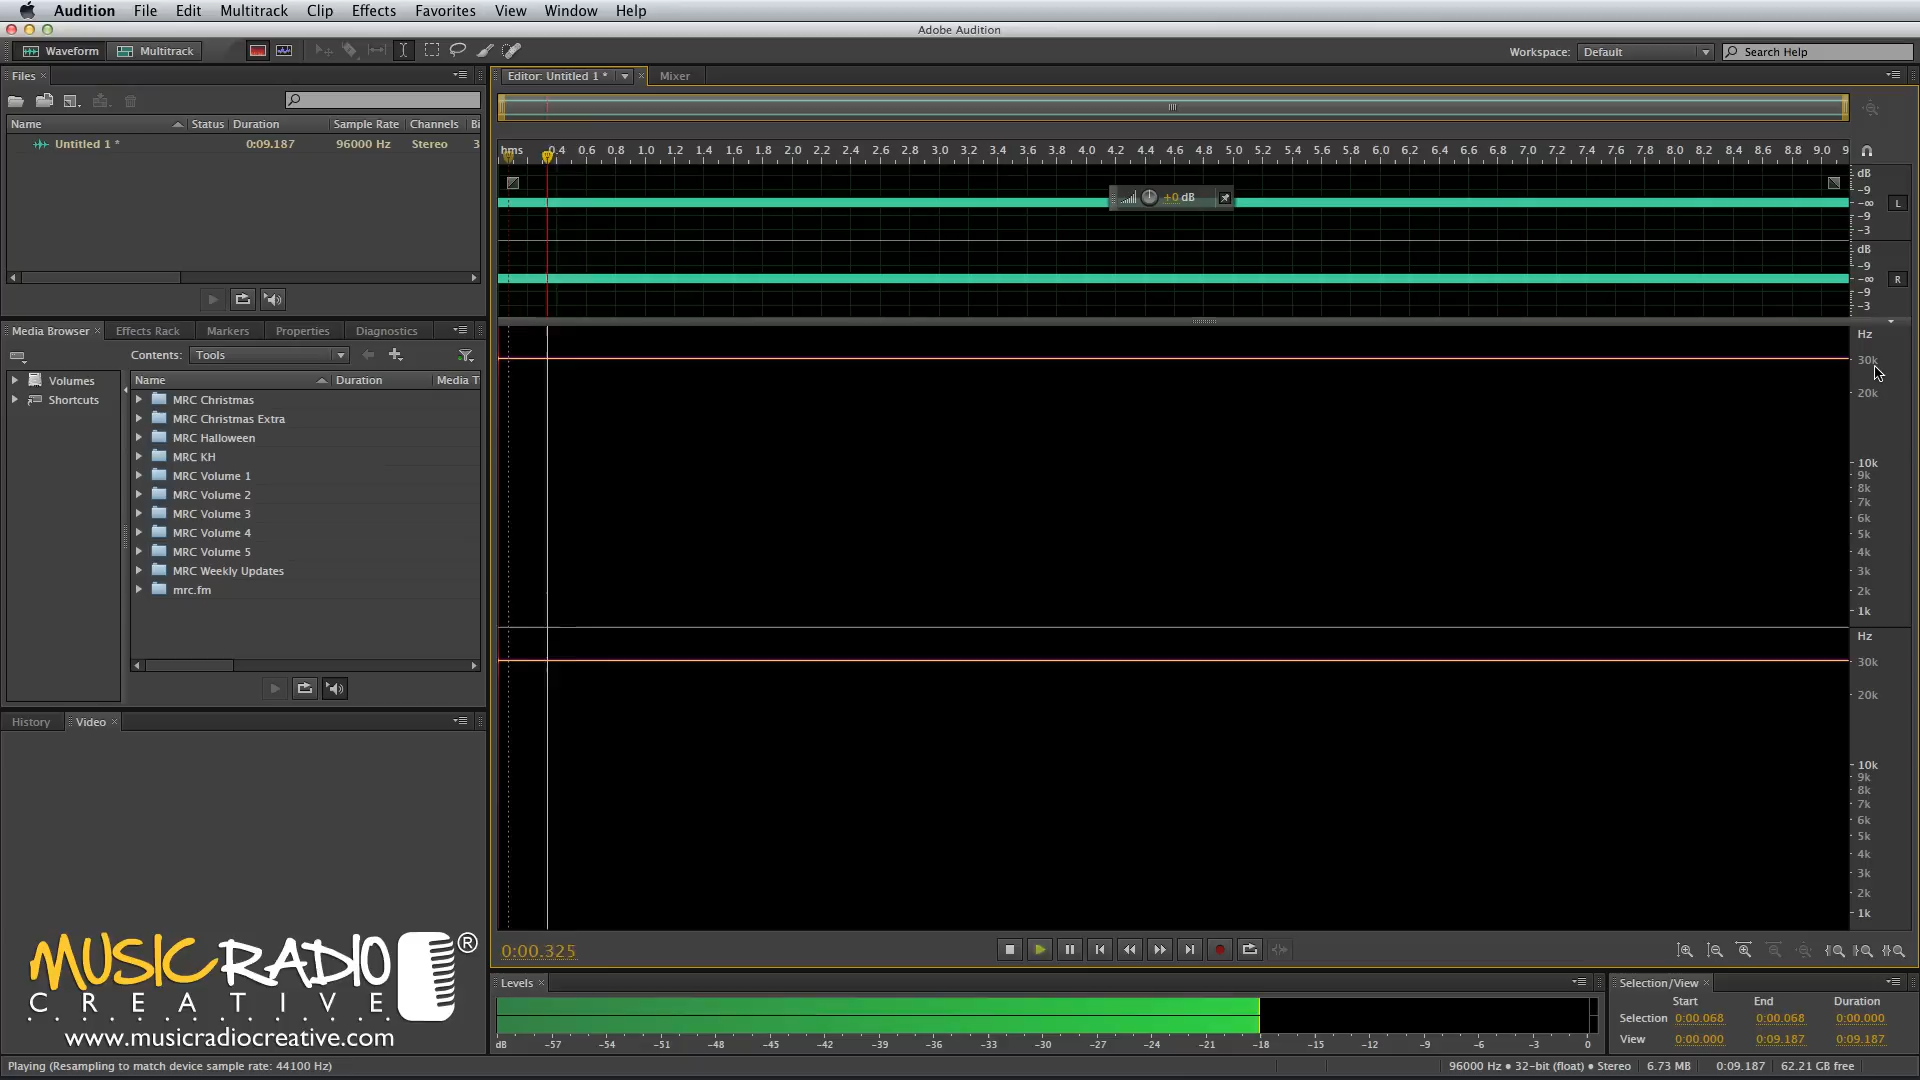 Audition File Edit Multitrack Clip Effects Favorites View Window Help
Adobe Audition
Waveform Multitrack Workspace: Default Search Help
Files
Name Status Duration Sample Rate Channels Bi
Untitled 1 * 0:09.187 96000 Hz Stereo 3
Media Browser Effects Rack Markers Properties Diagnostics
Contents: Tools
Volumes
Shortcuts
Name Duration Media T
MRC Christmas
MRC Christmas Extra
MRC Halloween
MRC KH
MRC Volume 1
MRC Volume 2
MRC Volume 3
MRC Volume 4
MRC Volume 5
MRC Weekly Updates
mrc.fm
History Video
MUSIC RADIO ®
CREATIVE
www.musicradiocreative.com
Editor: Untitled 1 * Mixer
hms 0.4 0.6 0.8 1.0 1.2 1.4 1.6 1.8 2.0 2.2 2.4 2.6 2.8 3.0 3.2 3.4 3.6 3.8 4.0 4.2 4.4 4.6 4.8 5.0 5.2 5.4 5.6 5.8 6.0 6.2 6.4 6.6 6.8 7.0 7.2 7.4 7.6 7.8 8.0 8.2 8.4 8.6 8.8 9.0 9
+0 dB
dB
-9
-∞ L
-9
-3
dB
-9
-∞ R
-9
-3
Hz
30k
20k
10k
9k
8k
7k
6k
5k
4k
3k
2k
1k
Hz
30k
20k
10k
9k
8k
7k
6k
5k
4k
3k
2k
1k
0:00.325
Levels
dB -57 -54 -51 -48 -45 -42 -39 -36 -33 -30 -27 -24 -21 -18 -15 -12 -9 -6 -3 0
Selection/View
Start End Duration
Selection 0:00.068 0:00.068 0:00.000
View 0:00.000 0:09.187 0:09.187
Playing (Resampling to match device sample rate: 44100 Hz) 96000 Hz • 32-bit (float) • Stereo 6.73 MB 0:09.187 62.21 GB free